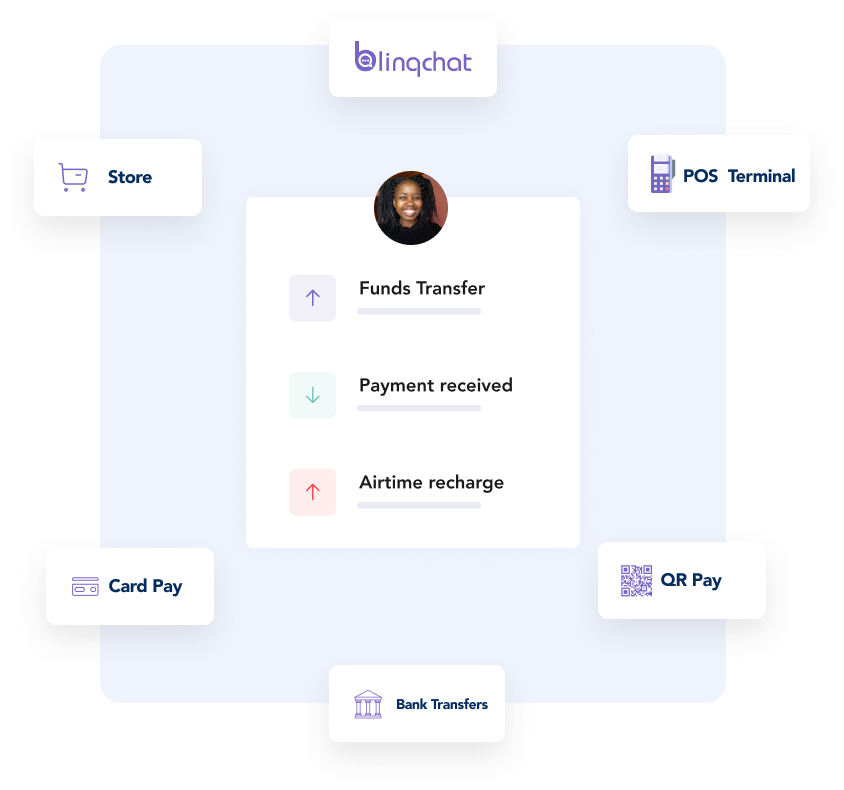 blinqchat
Store
POS Terminal
Funds Transfer
Payment received
Airtime recharge
Card Pay
QR Pay
Bank Transfers